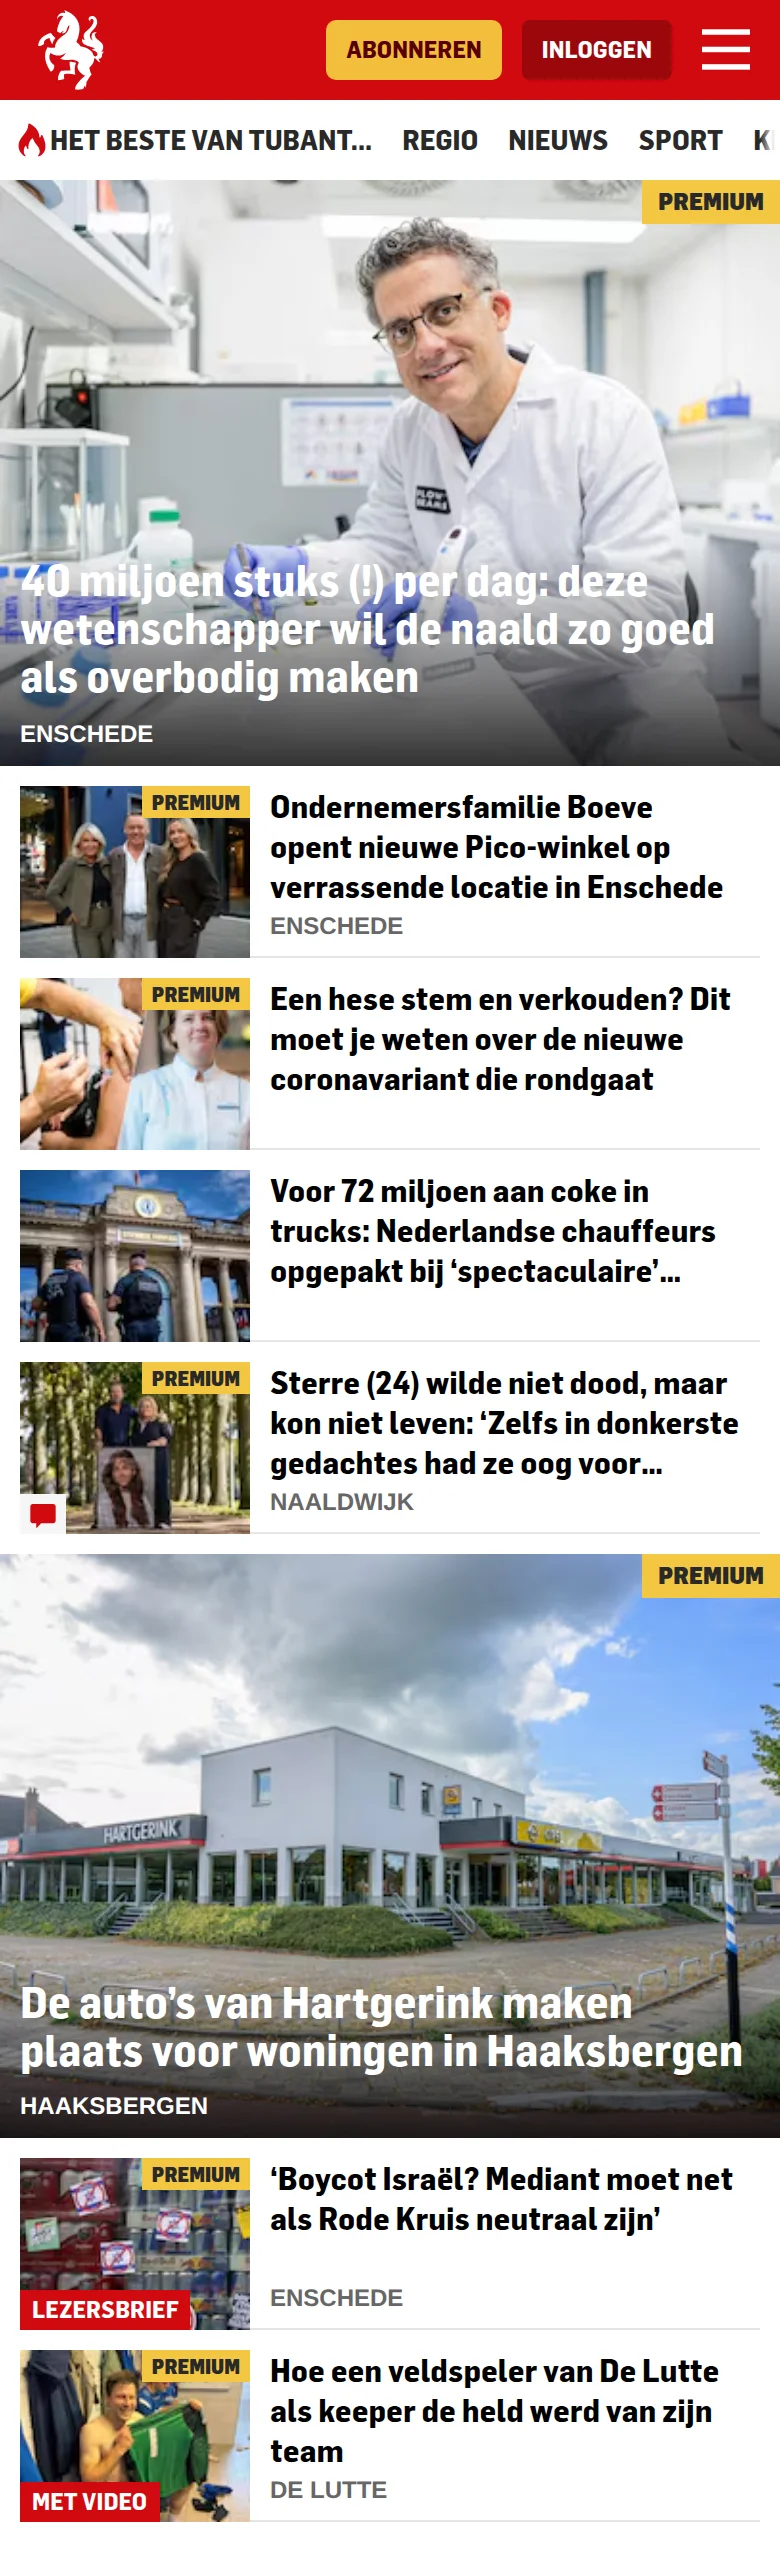 ABONNEREN
INLOGGEN
HET BESTE VAN TUBANT... REGIO NIEUWS SPORT
PREMIUM
40 miljoen stuks (!) per dag: deze
wetenschapper wil de naald zo goed
als overbodig maken
ENSCHEDE
PREMIUM
Ondernemersfamilie Boeve
opent nieuwe Pico-winkel op
verrassende locatie in Enschede
ENSCHEDE
PREMIUM
Een hese stem en verkouden? Dit
moet je weten over de nieuwe
coronavariant die rondgaat
Voor 72 miljoen aan coke in
trucks: Nederlandse chauffeurs
opgepakt bij ‘spectaculaire’...
PREMIUM
Sterre (24) wilde niet dood, maar
kon niet leven: ‘Zelfs in donkerste
gedachtes had ze oog voor...
NAALDWIJK
PREMIUM
HARTGERINK
De auto’s van Hartgerink maken
plaats voor woningen in Haaksbergen
HAAKSBERGEN
PREMIUM
LEZERSBRIEF
‘Boycot Israël? Mediant moet net
als Rode Kruis neutraal zijn’
ENSCHEDE
PREMIUM
MET VIDEO
Hoe een veldspeler van De Lutte
als keeper de held werd van zijn
team
DE LUTTE